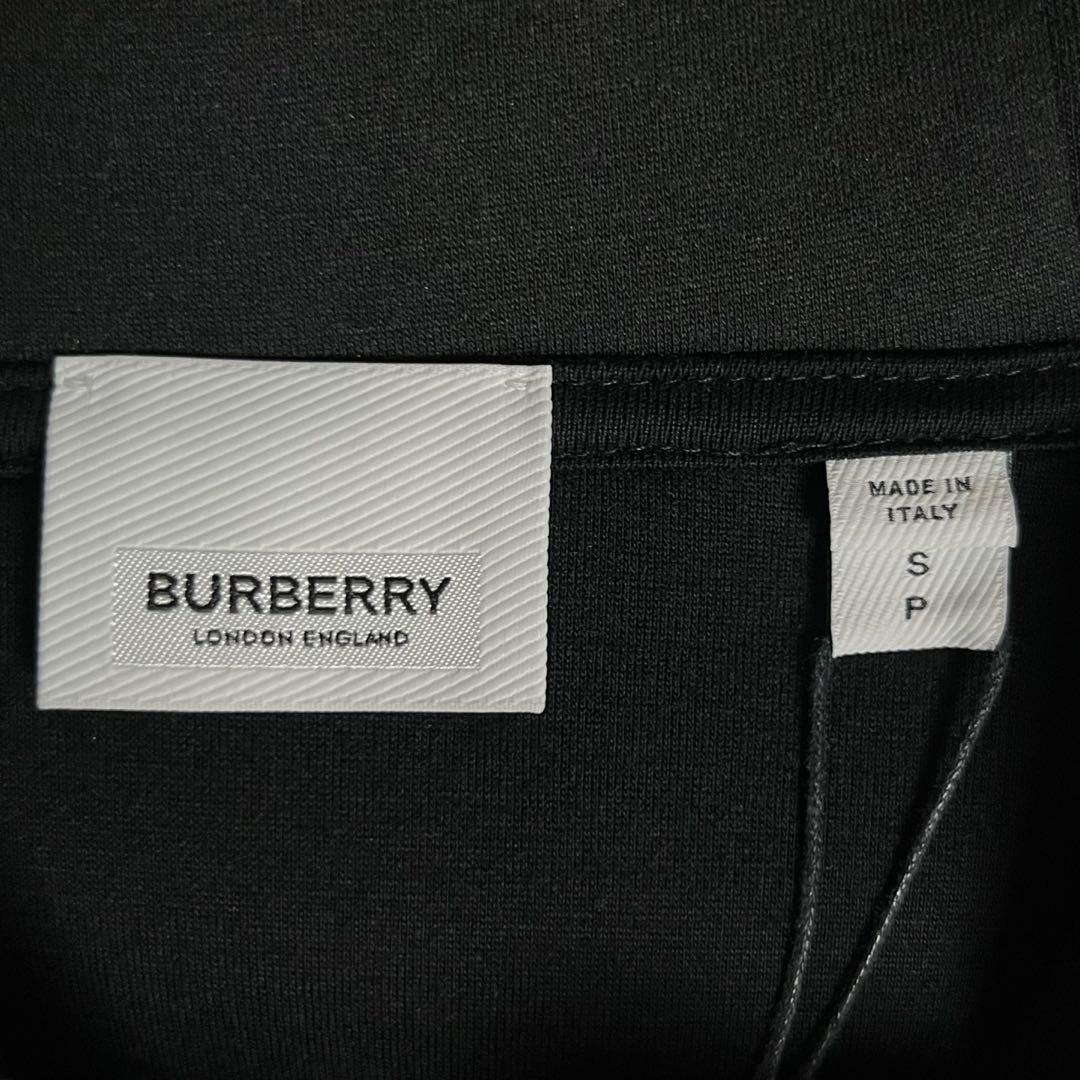 BURBERRY
LONDON ENGLAND
MADE IN
ITALY
S
P